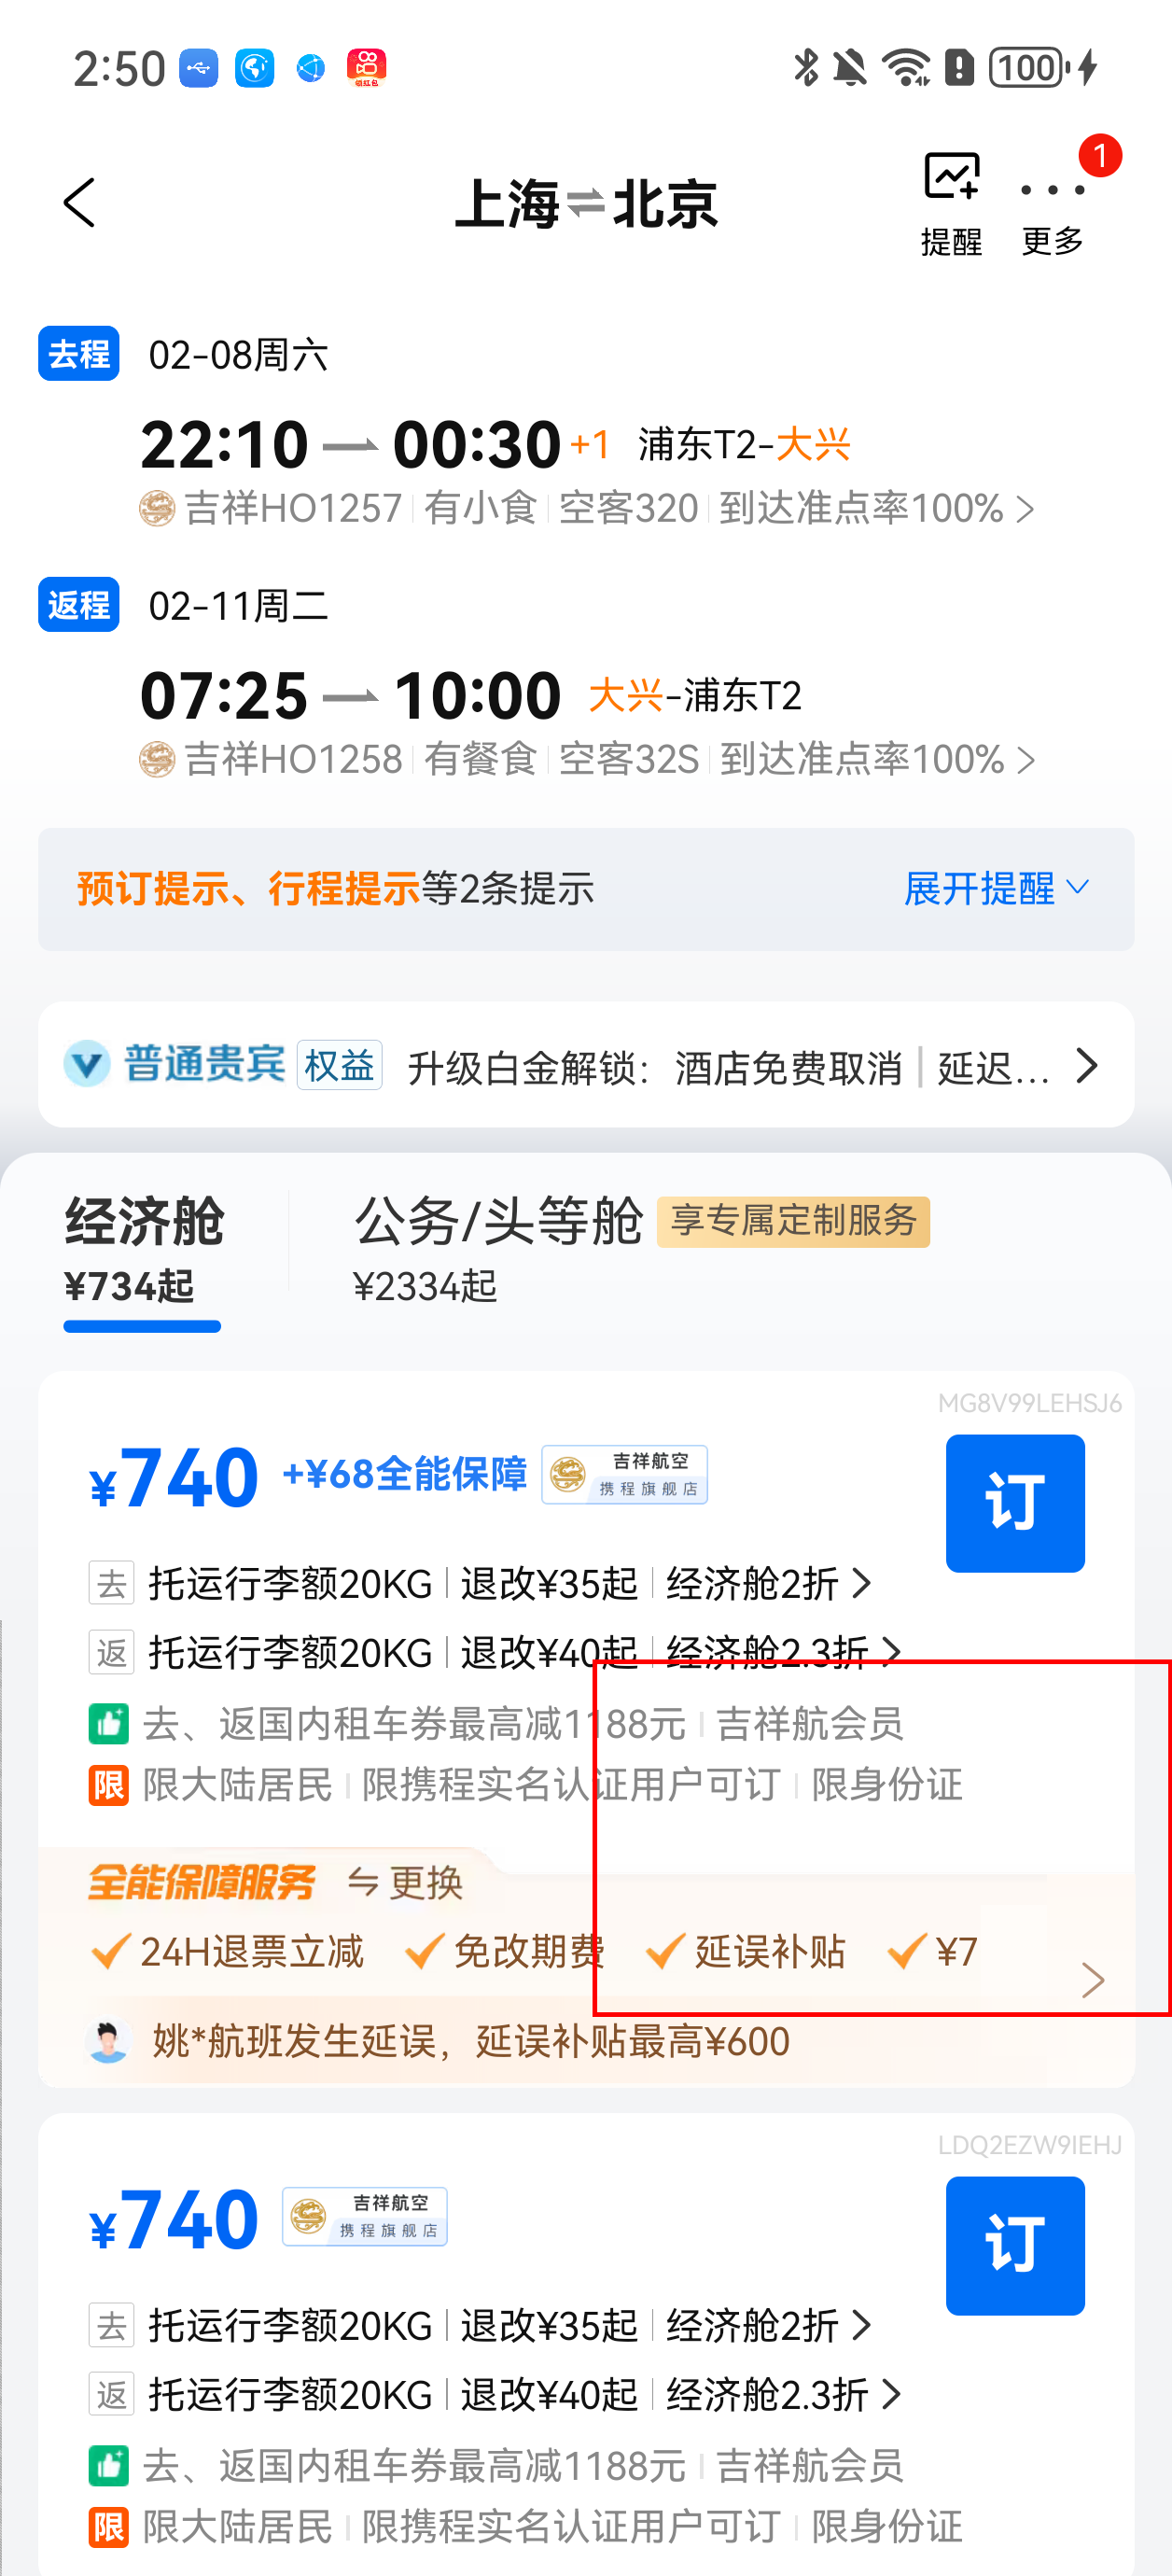 2:50
领红包
100
上海⇌北京
提醒
更多
1
去程 02-08周六
22:10 00:30 +1 浦东T2-大兴
吉祥HO1257 有小食 空客320 到达准点率100%
返程 02-11周二
07:25 10:00 大兴-浦东T2
吉祥HO1258 有餐食 空客32S 到达准点率100%
预订提示、行程提示等2条提示 展开提醒
普通贵宾 权益 升级白金解锁：酒店免费取消 | 延迟...
经济舱 公务/头等舱 享专属定制服务
¥734起 ¥2334起
MG8V99LEHSJ6
¥740 +¥68全能保障 吉祥航空 携程旗舰店 订
去 托运行李额20KG 退改¥35起 经济舱2折
返 托运行李额20KG 退改¥40起 经济舱2.3折
去、返国内租车券最高减1188元 吉祥航会员
限 限大陆居民 限携程实名认证用户可订 限身份证
全能保障服务 更换
24H退票立减 免改期费 延误补贴 ¥7
姚*航班发生延误，延误补贴最高¥600
LDQ2EZW9IEHJ
¥740 吉祥航空 携程旗舰店 订
去 托运行李额20KG 退改¥35起 经济舱2折
返 托运行李额20KG 退改¥40起 经济舱2.3折
去、返国内租车券最高减1188元 吉祥航会员
限 限大陆居民 限携程实名认证用户可订 限身份证